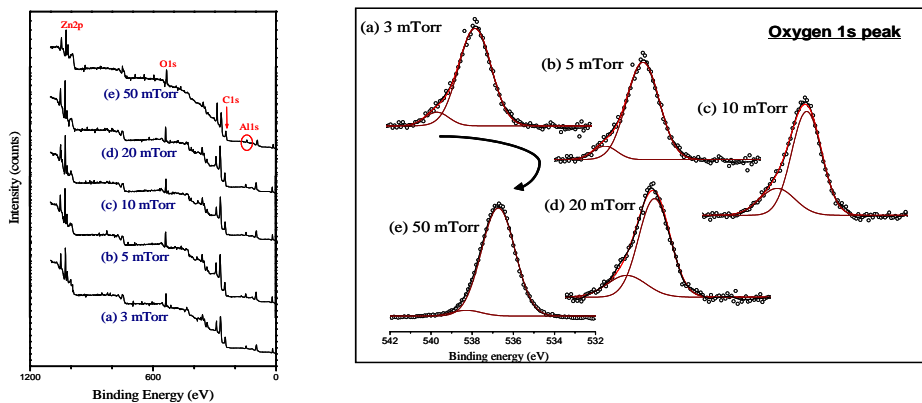 Zn2p
O1s
C1s
Al1s
(e) 50 mTorr
(d) 20 mTorr
(c) 10 mTorr
(b) 5 mTorr
(a) 3 mTorr
Intensity (counts)
1200 600 0
Binding Energy (eV)
Oxygen 1s peak
(a) 3 mTorr
(b) 5 mTorr
(c) 10 mTorr
(d) 20 mTorr
(e) 50 mTorr
542 540 538 536 534 532
Binding energy (eV)